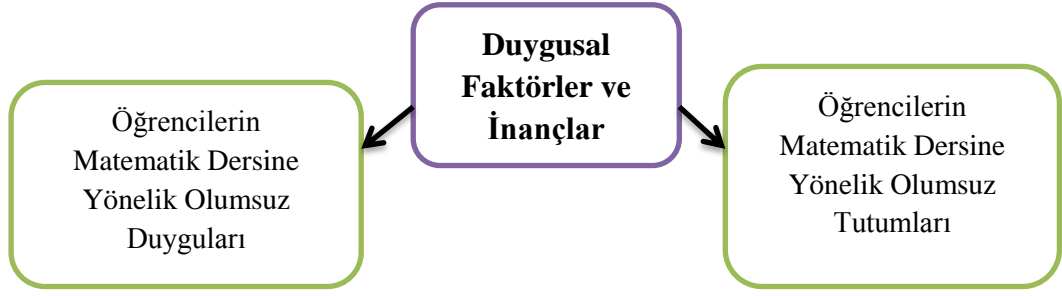 Duygusal
Faktörler ve
İnançlar
Öğrencilerin
Matematik Dersine
Yönelik Olumsuz
Duyguları
Öğrencilerin
Matematik Dersine
Yönelik Olumsuz
Tutumları